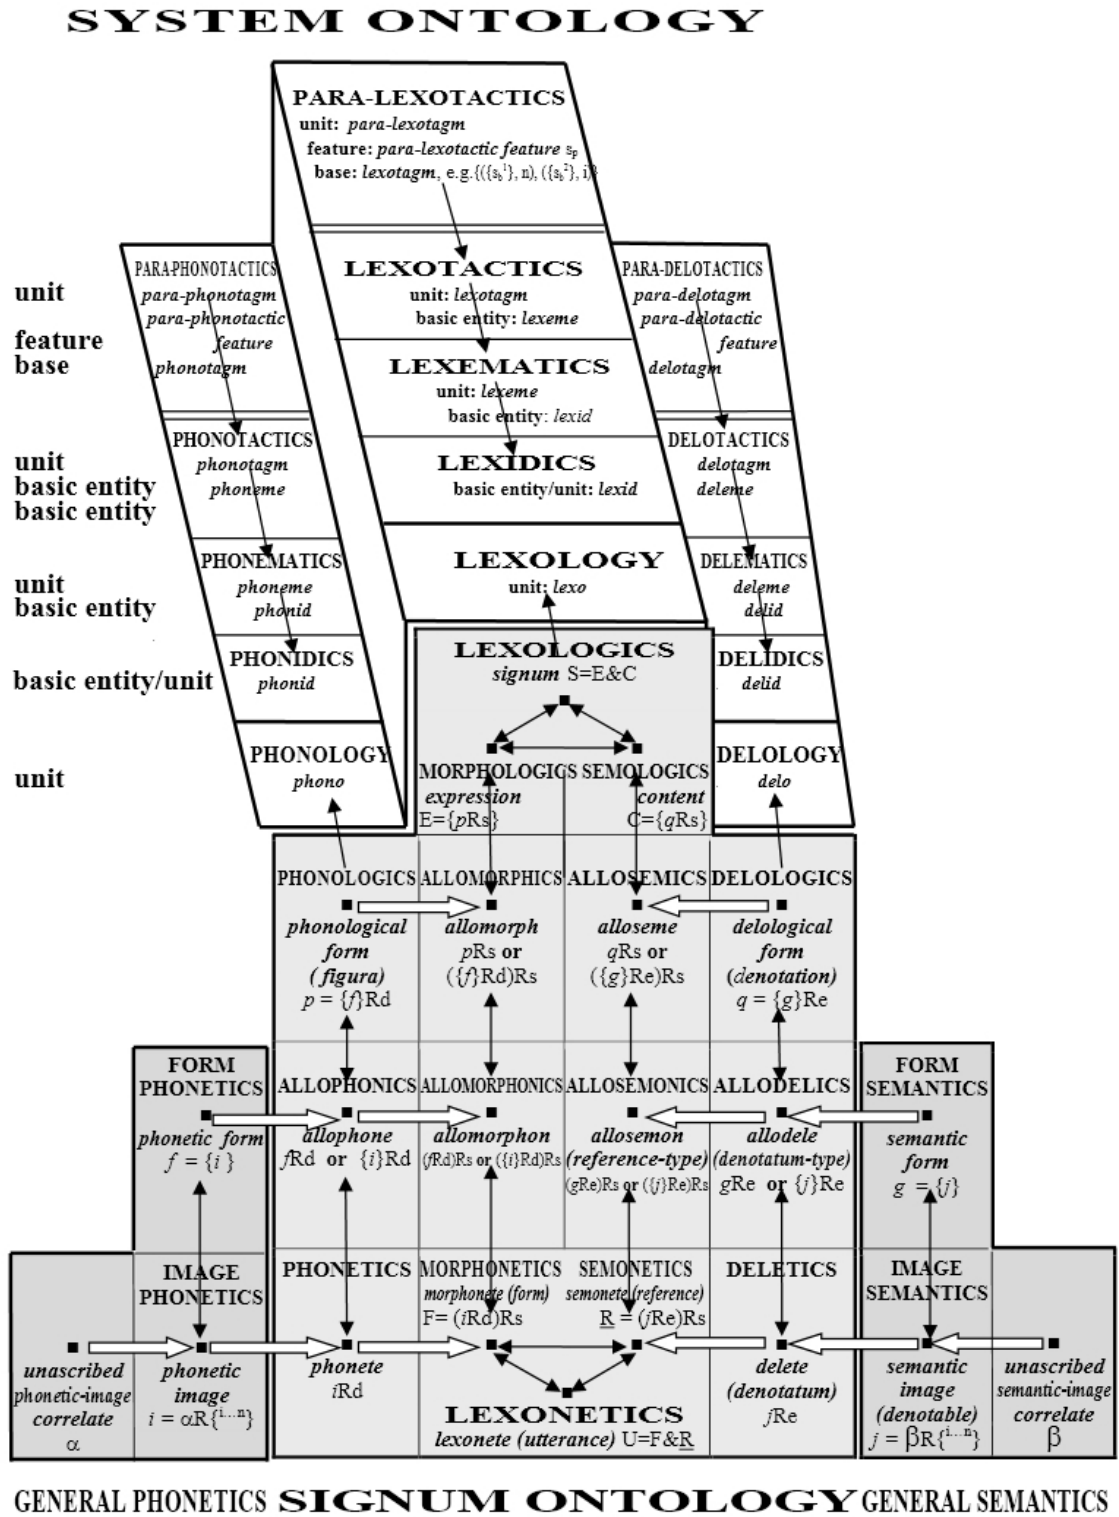 SYSTEM ONTOLOGY
PARA-LEXOTACTICS
unit: para-lexotagm
feature: para-lexotactic feature sp
base: lexotagm, e.g.{({sb1}, n), ({sb2}, i)}
PARA-PHONOTACTICS
para-phonotagm
para-phonotactic
feature
phonotagm
unit
feature
base
LEXOTACTICS
unit: lexotagm
basic entity: lexeme
PARA-DELOTACTICS
para-delotagm
para-delotactic
feature
delotagm
LEXEMATICS
unit: lexeme
basic entity: lexid
PHONOTACTICS
phonotagm
phoneme
unit
basic entity
basic entity
LEXIDICS
basic entity/unit: lexid
DELOTACTICS
delotagm
deleme
PHONEMATICS
phoneme
phonid
unit
basic entity
LEXOLOGY
unit: lexo
DELEMATICS
deleme
delid
PHONIDICS
phonid
basic entity/unit
LEXOLOGICS
signum S=E&C
DELIDICS
delid
PHONOLOGY
phono
unit
MORPHOLOGICS
expression
E={pRs}
SEMOLOGICS
content
C={qRs}
DELOLOGY
delo
PHONOLOGICS
phonological
form
(figura)
p = {f}Rd
ALLOMORPHICS
allomorph
pRs or
({f}Rd)Rs
ALLOSEMICS
alloseme
qRs or
({g}Re)Rs
DELOLOGICS
delological
form
(denotation)
q = {g}Re
FORM
PHONETICS
phonetic form
f = {i }
ALLOPHONICS
allophone
fRd or {i}Rd
ALLOMORPHONICS
allomorphon
(fRd)Rs or ({i}Rd)Rs
ALLOSEMONICS
allosemon
(reference-type)
(gRe)Rs or ({j}Re)Rs
ALLODELICS
allodele
(denotatum-type)
gRe or {j}Re
FORM
SEMANTICS
semantic
form
g = {j}
unascribed
phonetic-image
correlate
α
IMAGE
PHONETICS
phonetic
image
i = αR{i...n}
PHONETICS
phonete
iRd
MORPHONETICS
morphonete (form)
F= (iRd)Rs
SEMONETICS
semonete (reference)
R = (jRe)Rs
LEXONETICS
lexonete (utterance) U=F&R
DELETICS
delete
(denotatum)
jRe
IMAGE
SEMANTICS
semantic
image
(denotable)
j = βR{i...n}
unascribed
semantic-image
correlate
β
GENERAL PHONETICS SIGNUM ONTOLOGY GENERAL SEMANTICS